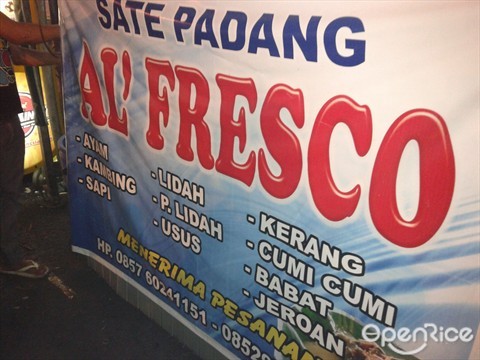 SATE PADANG
AL' FRESCO
- AYAM
- KAMBING
- SAPI
- LIDAH
- P. LIDAH
- USUS
- KERANG
- CUMI CUMI
- BABAT
- JEROAN
MENERIMA PESANAN
HP. 0857 60241151 - 0852
OpenRice